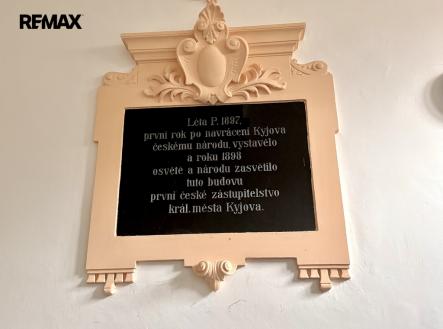 RE/MAX
Léta P. 1897,
první rok po navrácení Kyjova
českému národu, vystavělo
a roku 1898
osvětě a národu zasvětilo
tuto budovu
první české zástupitelstvo
král. města Kyjova.